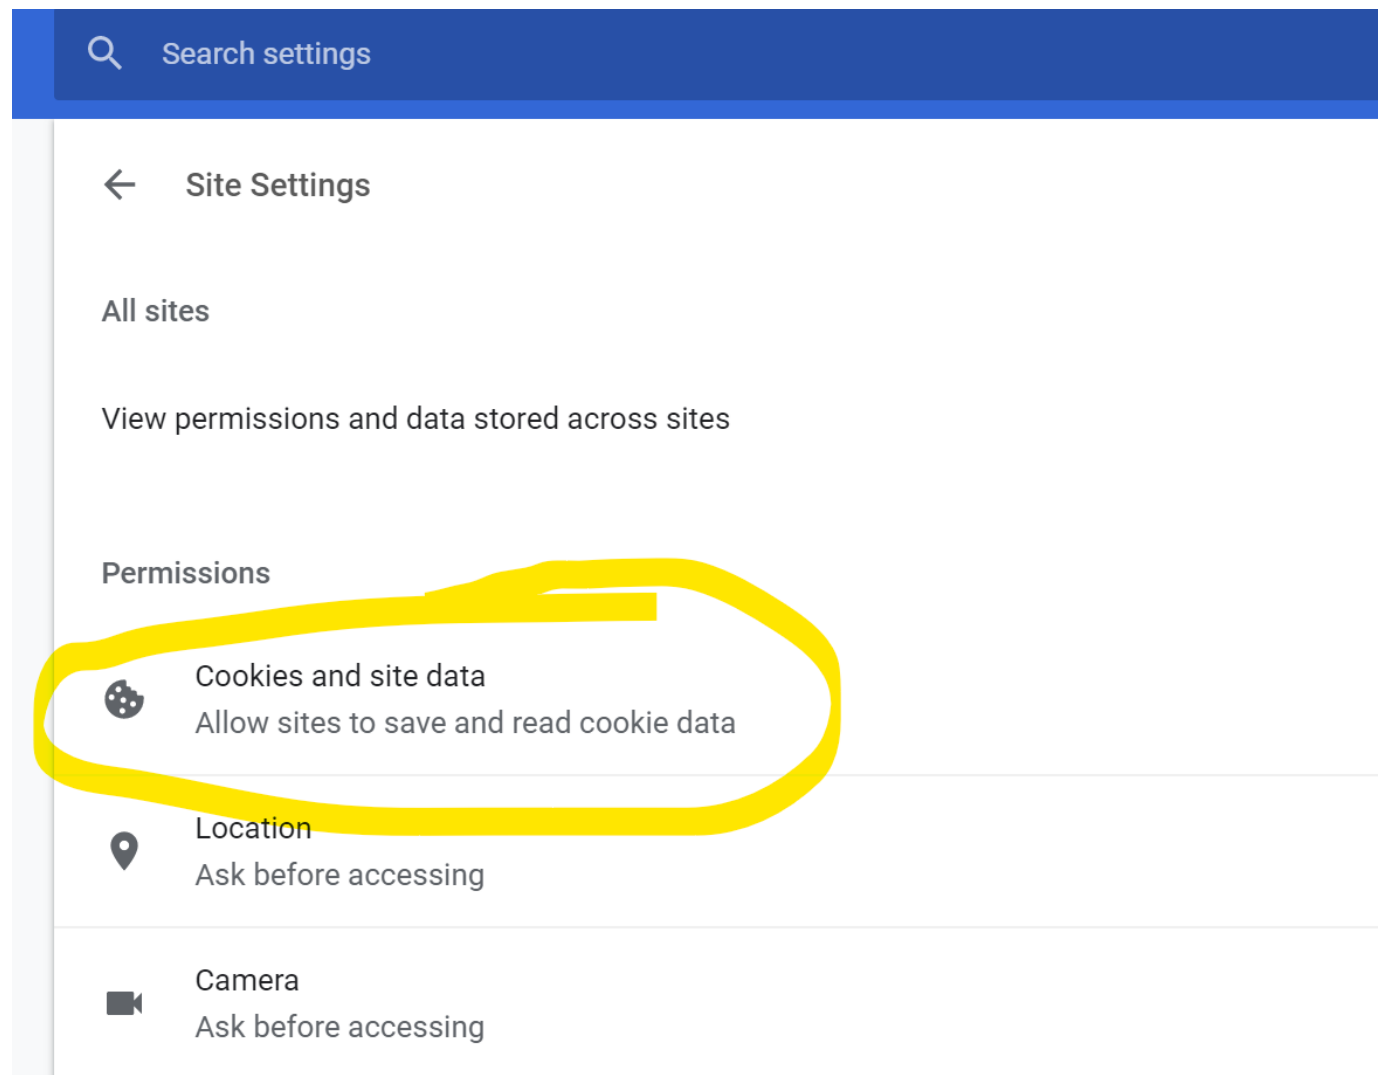 Search settings
Site Settings
All sites
View permissions and data stored across sites
Permissions
Cookies and site data
Allow sites to save and read cookie data
Location
Ask before accessing
Camera
Ask before accessing